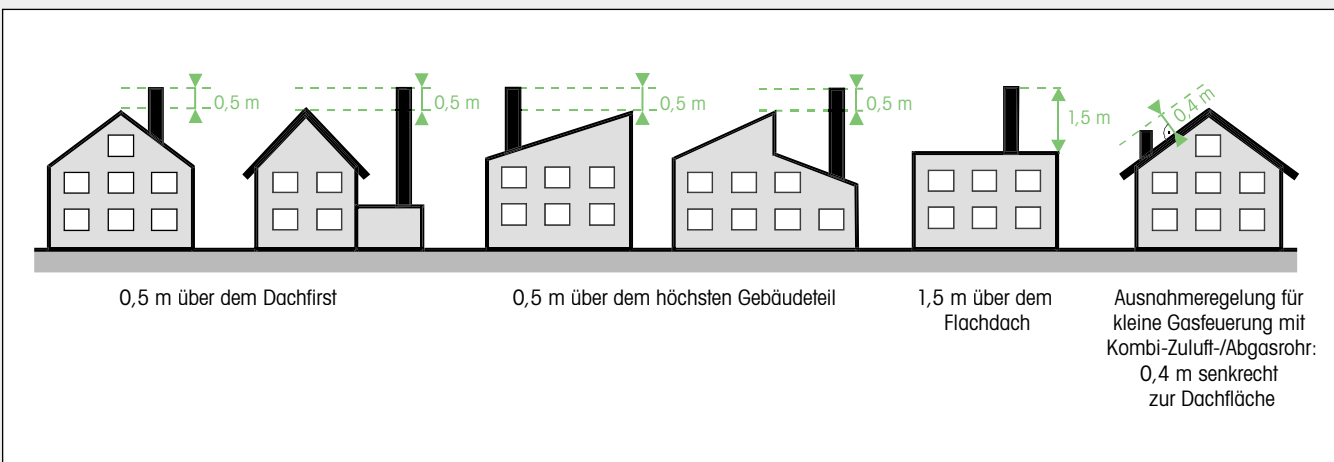 0,5 m
0,5 m
0,5 m
0,5 m
1,5 m
0,4 m
0,5 m über dem Dachfirst
0,5 m über dem höchsten Gebäudeteil
1,5 m über dem
Flachdach
Ausnahmeregelung für
kleine Gasfeuerung mit
Kombi-Zuluft-/Abgasrohr:
0,4 m senkrecht
zur Dachfläche